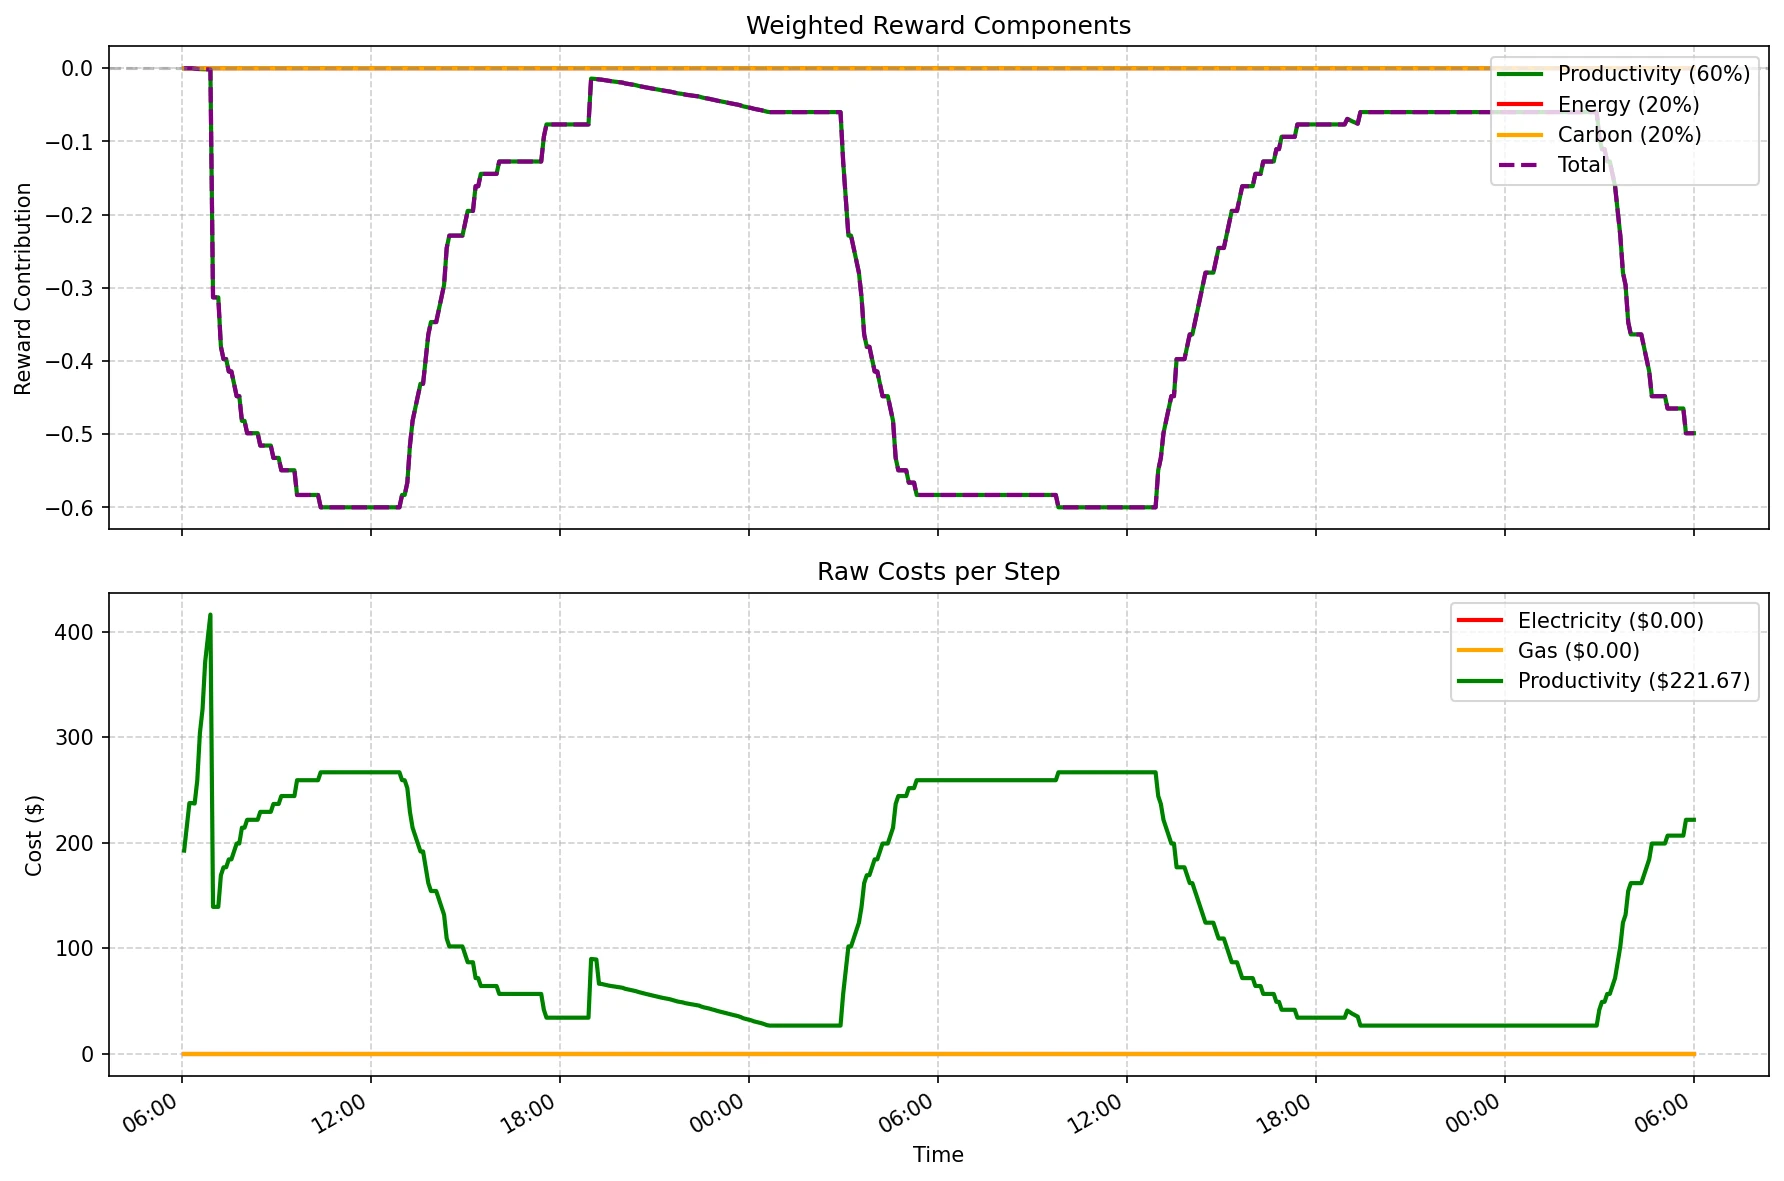 Weighted Reward Components
Reward Contribution
0.0
−0.1
−0.2
−0.3
−0.4
−0.5
−0.6
Productivity (60%)
Energy (20%)
Carbon (20%)
Total
Raw Costs per Step
Cost ($)
400
300
200
100
0
Electricity ($0.00)
Gas ($0.00)
Productivity ($221.67)
06:00
12:00
18:00
00:00
06:00
12:00
18:00
00:00
06:00
Time